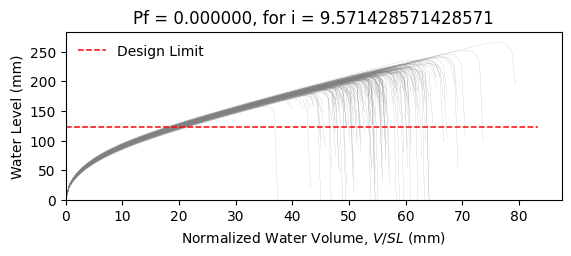 Pf = 0.000000, for i = 9.571428571428571
Design Limit
Water Level (mm)
250
200
150
100
50
0
0 10 20 30 40 50 60 70 80
Normalized Water Volume, V/SL (mm)